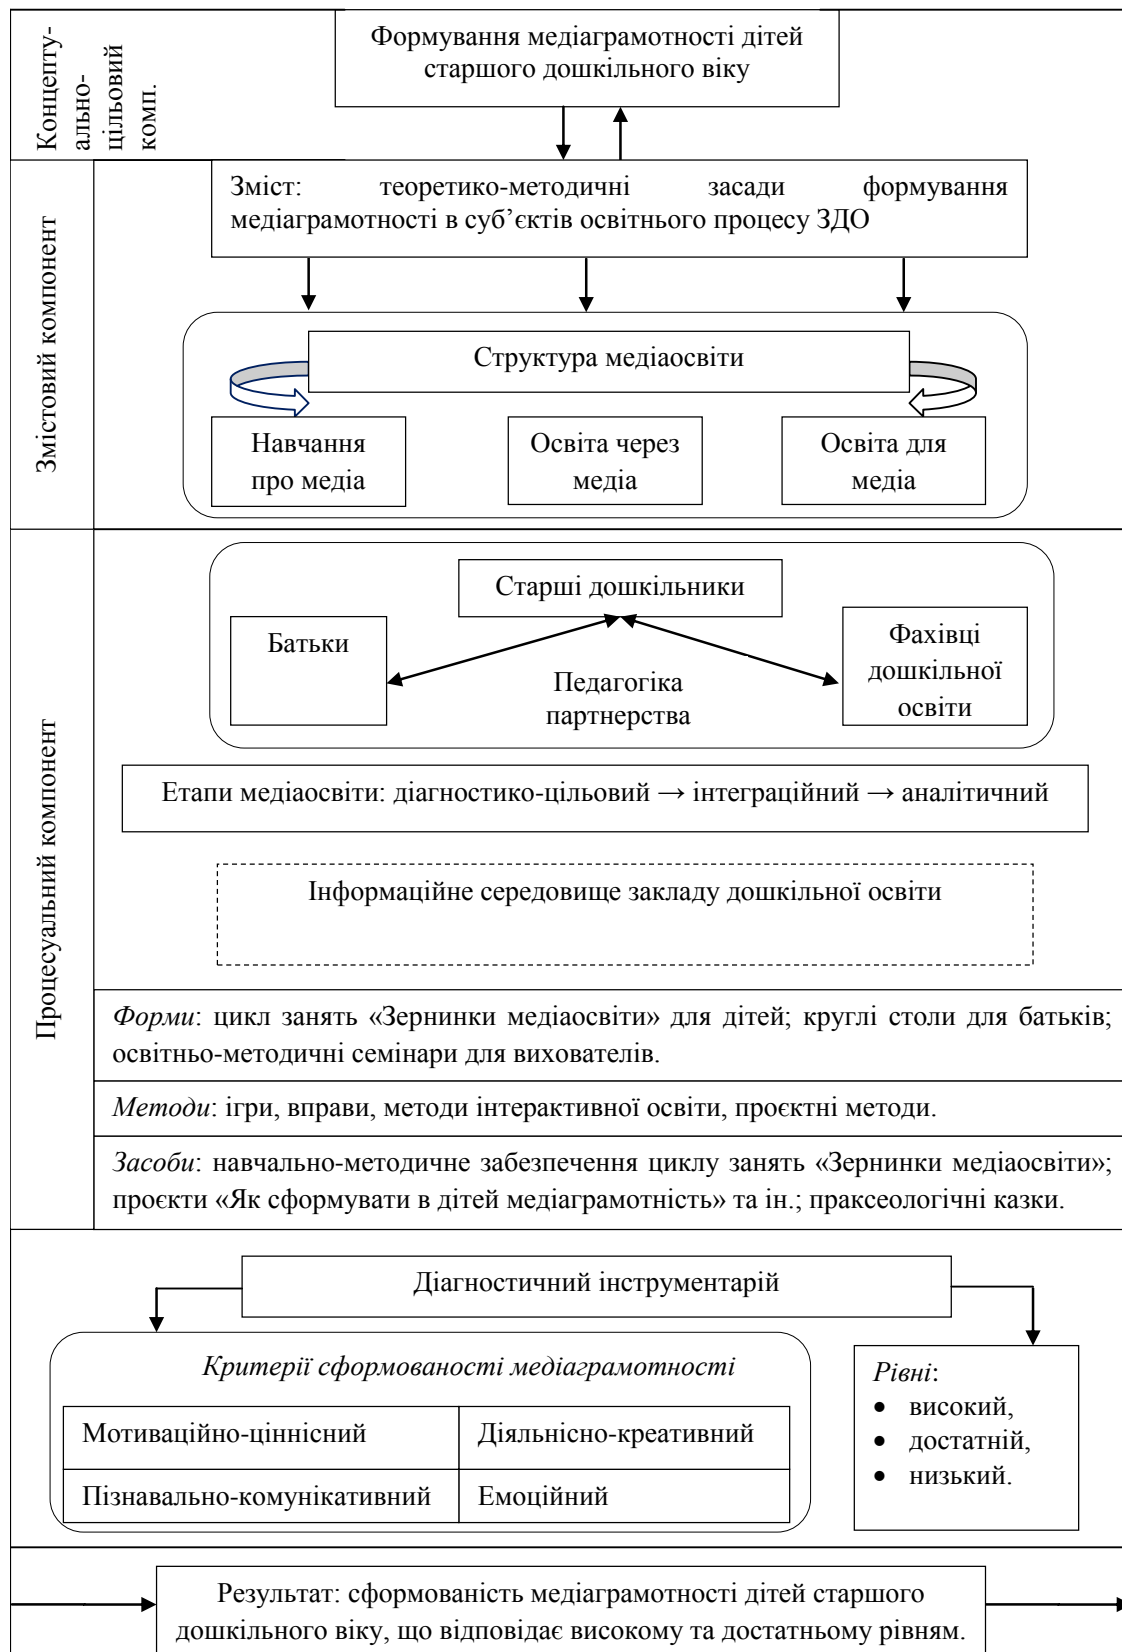 Концепту-
ально-
цільовий
комп.
Формування медіаграмотності дітей
старшого дошкільного віку
Змістовий компонент
Зміст: теоретико-методичні засади формування
медіаграмотності в суб’єктів освітнього процесу ЗДО
Структура медіаосвіти
Навчання
про медіа
Освіта через
медіа
Освіта для
медіа
Процесуальний компонент
Старші дошкільники
Батьки
Фахівці
дошкільної
освіти
Педагогіка
партнерства
Етапи медіаосвіти: діагностико-цільовий → інтеграційний → аналітичний
Інформаційне середовище закладу дошкільної освіти
Форми: цикл занять «Зернинки медіаосвіти» для дітей; круглі столи для батьків;
освітньо-методичні семінари для вихователів.
Методи: ігри, вправи, методи інтерактивної освіти, проєктні методи.
Засоби: навчально-методичне забезпечення циклу занять «Зернинки медіаосвіти»;
проєкти «Як сформувати в дітей медіаграмотність» та ін.; праксеологічні казки.
Діагностичний інструментарій
Критерії сформованості медіаграмотності
Мотиваційно-ціннісний
Діяльнісно-креативний
Пізнавально-комунікативний
Емоційний
Рівні:
• високий,
• достатній,
• низький.
Результат: сформованість медіаграмотності дітей старшого
дошкільного віку, що відповідає високому та достатньому рівням.